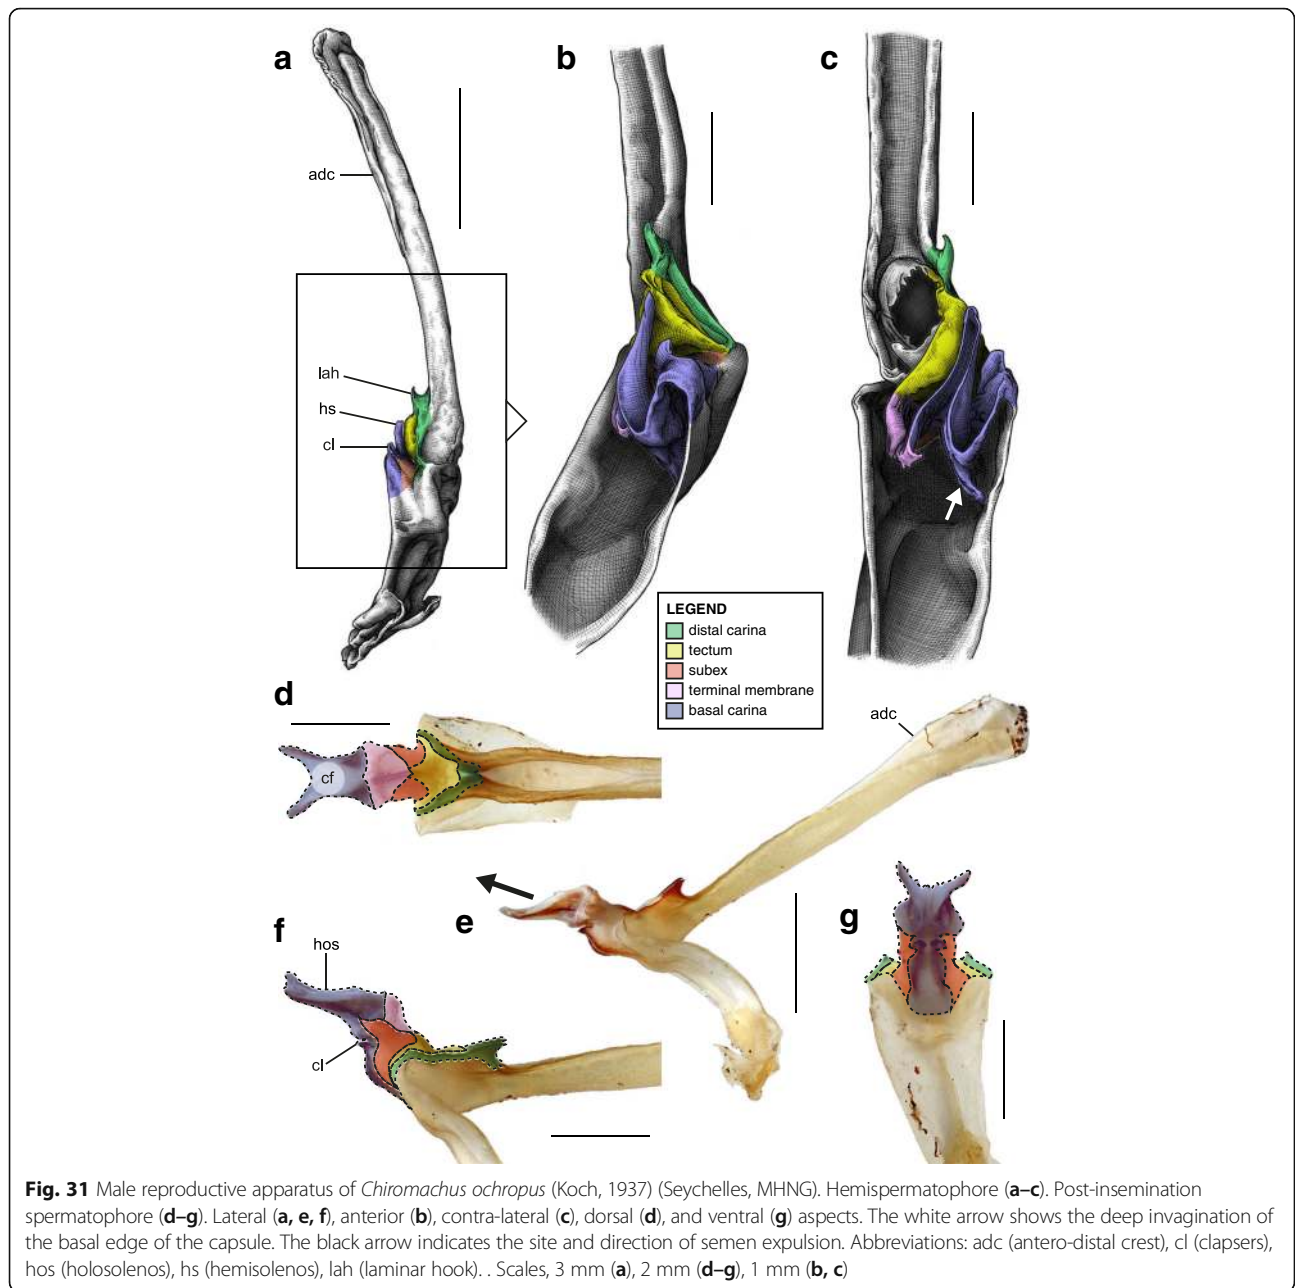 a
b
c
adc
lah
hs
cl
LEGEND
distal carina
tectum
subex
terminal membrane
basal carina
d
cf
adc
e
f
hos
cl
g
Fig. 31 Male reproductive apparatus of Chiromachus ochropus (Koch, 1937) (Seychelles, MHNG). Hemispermatophore (a–c). Post-insemination
spermatophore (d–g). Lateral (a, e, f), anterior (b), contra-lateral (c), dorsal (d), and ventral (g) aspects. The white arrow shows the deep invagination of
the basal edge of the capsule. The black arrow indicates the site and direction of semen expulsion. Abbreviations: adc (antero-distal crest), cl (clapsers),
hos (holosolenos), hs (hemisolenos), lah (laminar hook). . Scales, 3 mm (a), 2 mm (d–g), 1 mm (b, c)